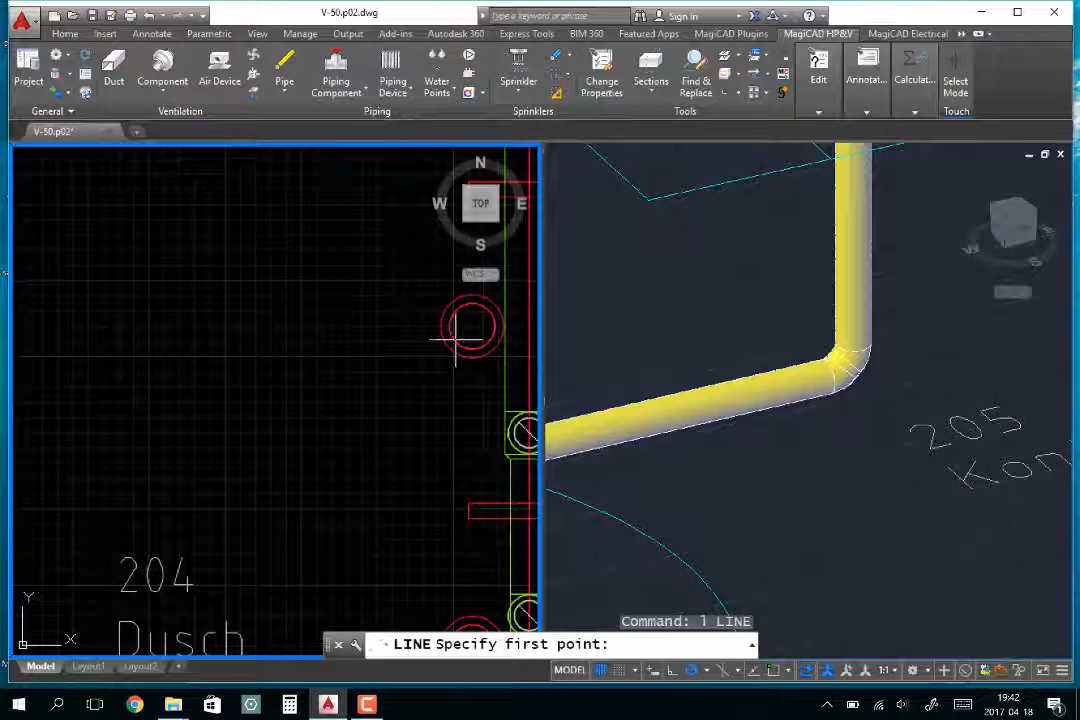 V-50.p02.dwg
Type a keyword or phrase
Sign In
Home Insert Annotate Parametric View Manage Output Add-ins Autodesk 360 Express Tools BIM 360 Featured Apps MagiCAD Plugins MagiCAD HP&V MagiCAD Electrical
Project
Duct
Component
Air Device
Pipe
Piping Component
Piping Device
Water Points
Sprinkler
Change Properties
Sections
Find & Replace
Edit
Annotat...
Calculat...
Select Mode
General
Ventilation
Piping
Sprinklers
Tools
Touch
V-50.p02*
N
W
TOP
E
S
WCS
205
Kon
204
Dusch
Y
X
Command: l LINE
LINE Specify first point:
Model
Layout1
Layout2
MODEL
1:1
19:42
2017-04-18